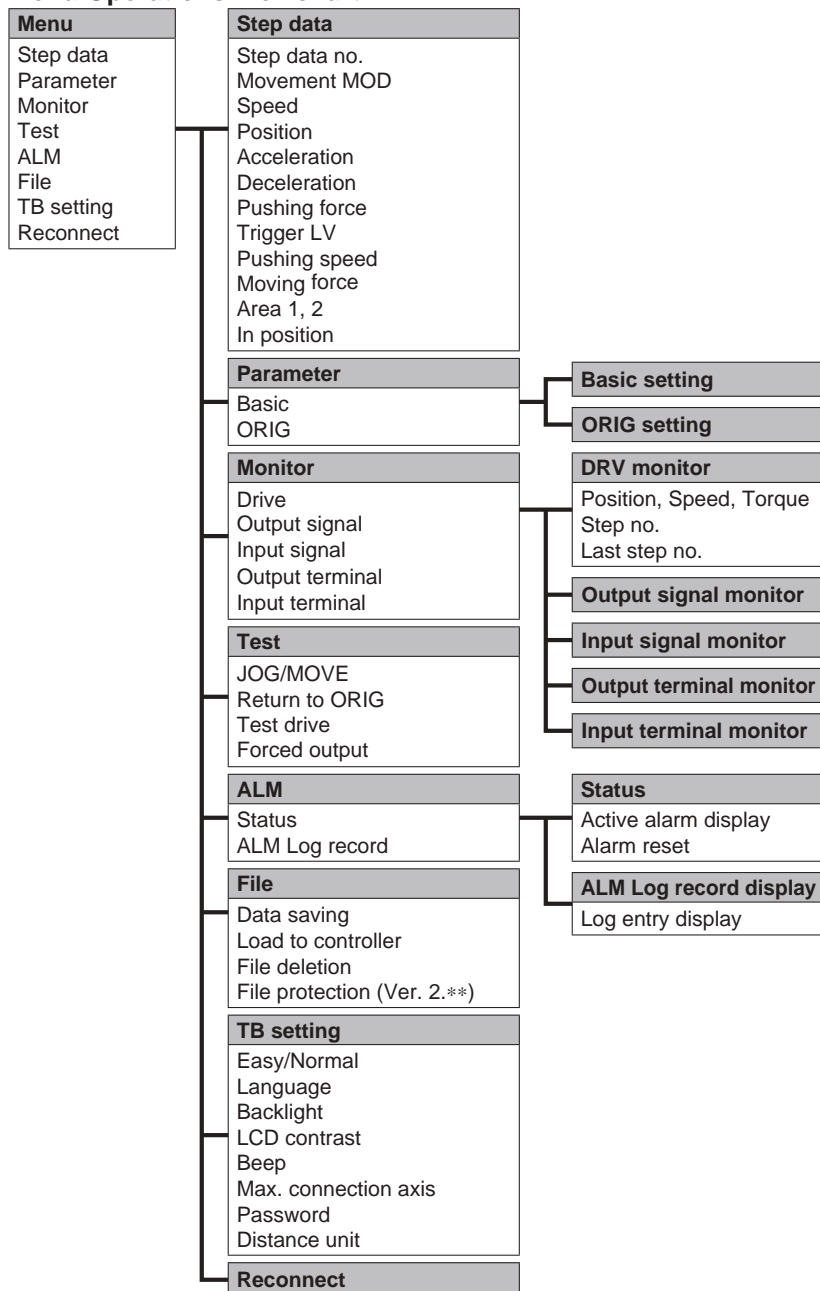 Menu
Step data
Parameter
Monitor
Test
ALM
File
TB setting
Reconnect
Step data
Step data no.
Movement MOD
Speed
Position
Acceleration
Deceleration
Pushing force
Trigger LV
Pushing speed
Moving force
Area 1, 2
In position
Parameter
Basic
ORIG
Basic setting
ORIG setting
Monitor
Drive
Output signal
Input signal
Output terminal
Input terminal
DRV monitor
Position, Speed, Torque
Step no.
Last step no.
Output signal monitor
Input signal monitor
Output terminal monitor
Input terminal monitor
Test
JOG/MOVE
Return to ORIG
Test drive
Forced output
ALM
Status
ALM Log record
Status
Active alarm display
Alarm reset
ALM Log record display
Log entry display
File
Data saving
Load to controller
File deletion
File protection (Ver. 2.∗∗)
TB setting
Easy/Normal
Language
Backlight
LCD contrast
Beep
Max. connection axis
Password
Distance unit
Reconnect